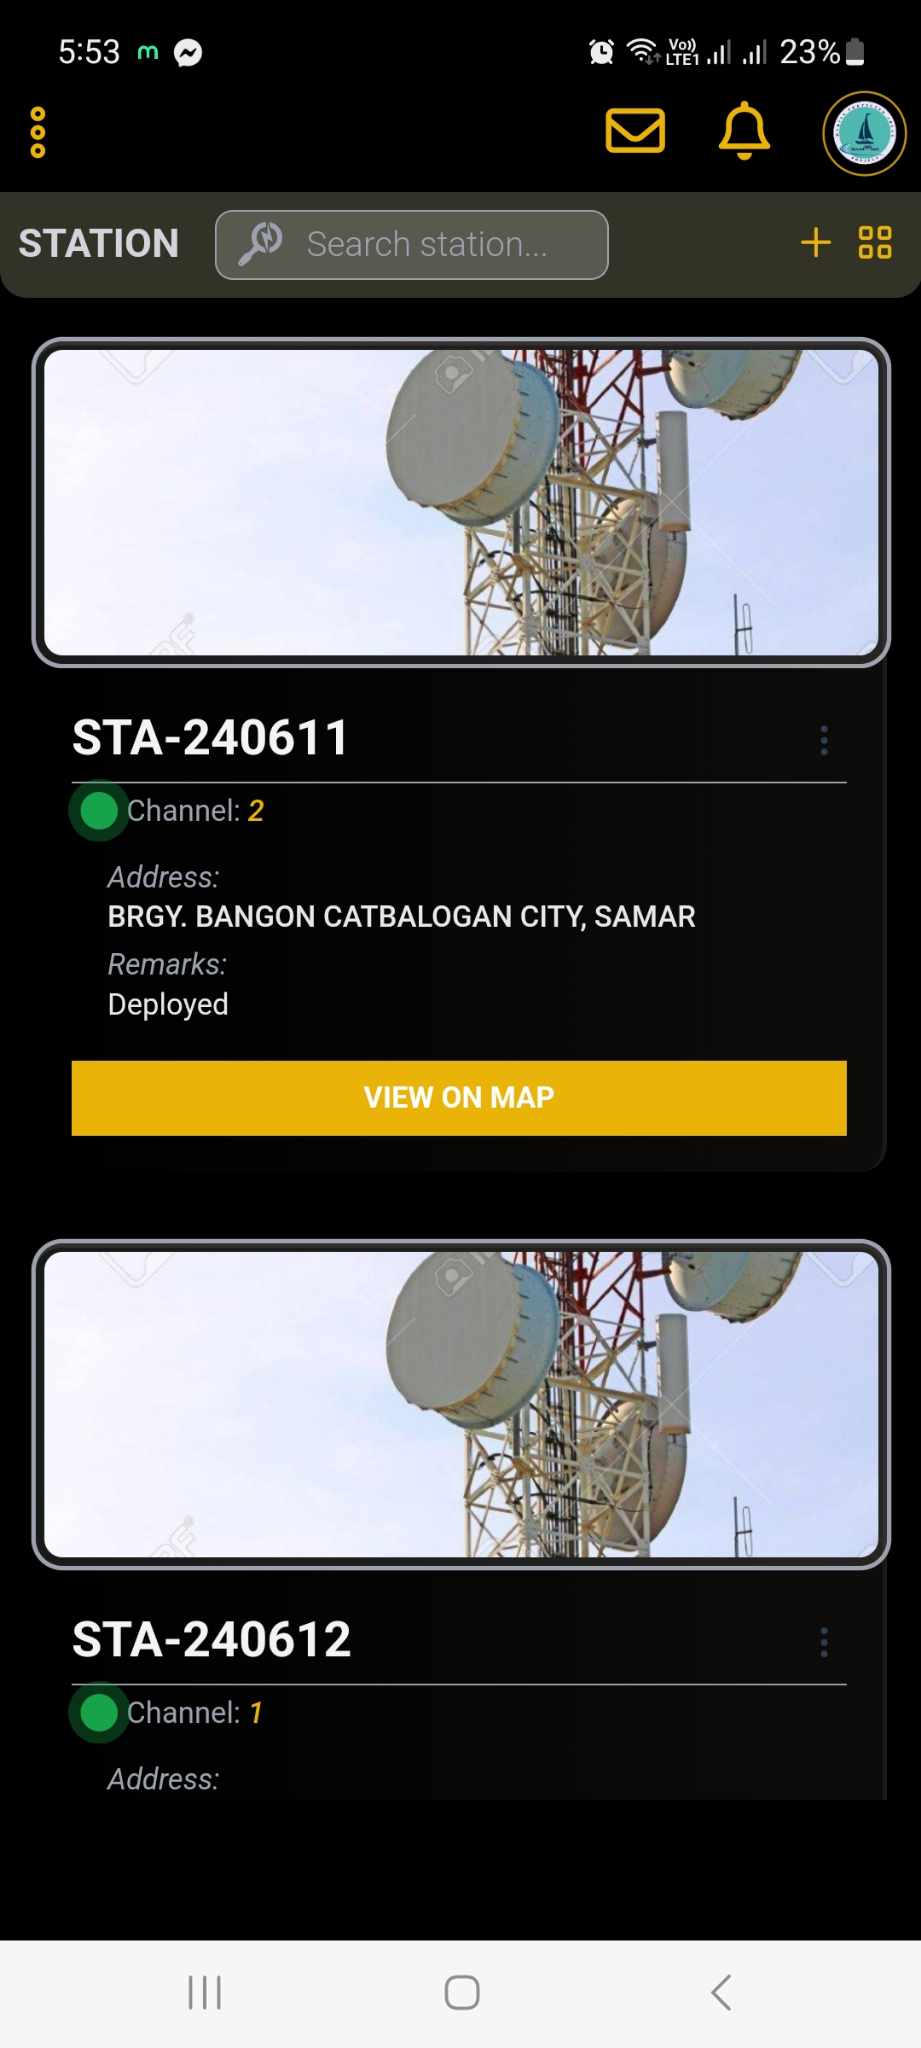 5:53
Vo))
LTE1
23%
STATION
Search station...
STA-240611
Channel: 2
Address:
BRGY. BANGON CATBALOGAN CITY, SAMAR
Remarks:
Deployed
VIEW ON MAP
STA-240612
Channel: 1
Address: